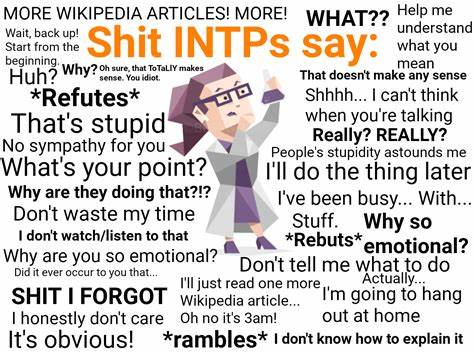 MORE WIKIPEDIA ARTICLES! MORE!
Wait, back up!
Start from the
beginning.
Shit INTPs say:
WHAT??
Help me
understand
what you
mean
Huh?
Why?
Oh sure, that ToTaLlY makes
sense. You idiot.
That doesn't make any sense
*Refutes*
Shhhh... I can't think
when you're talking
That's stupid
Really? REALLY?
No sympathy for you
People's stupidity astounds me
What's your point?
I'll do the thing later
Why are they doing that?!?
I've been busy... With...
Stuff.
Don't waste my time
Why so
emotional?
I don't watch/listen to that
*Rebuts*
Why are you so emotional?
Don't tell me what to do
Did it ever occur to you that...
Actually...
SHIT I FORGOT
I'll just read one more
Wikipedia article...
Oh no it's 3am!
I'm going to hang
out at home
I honestly don't care
It's obvious!
*rambles*
I don't know how to explain it